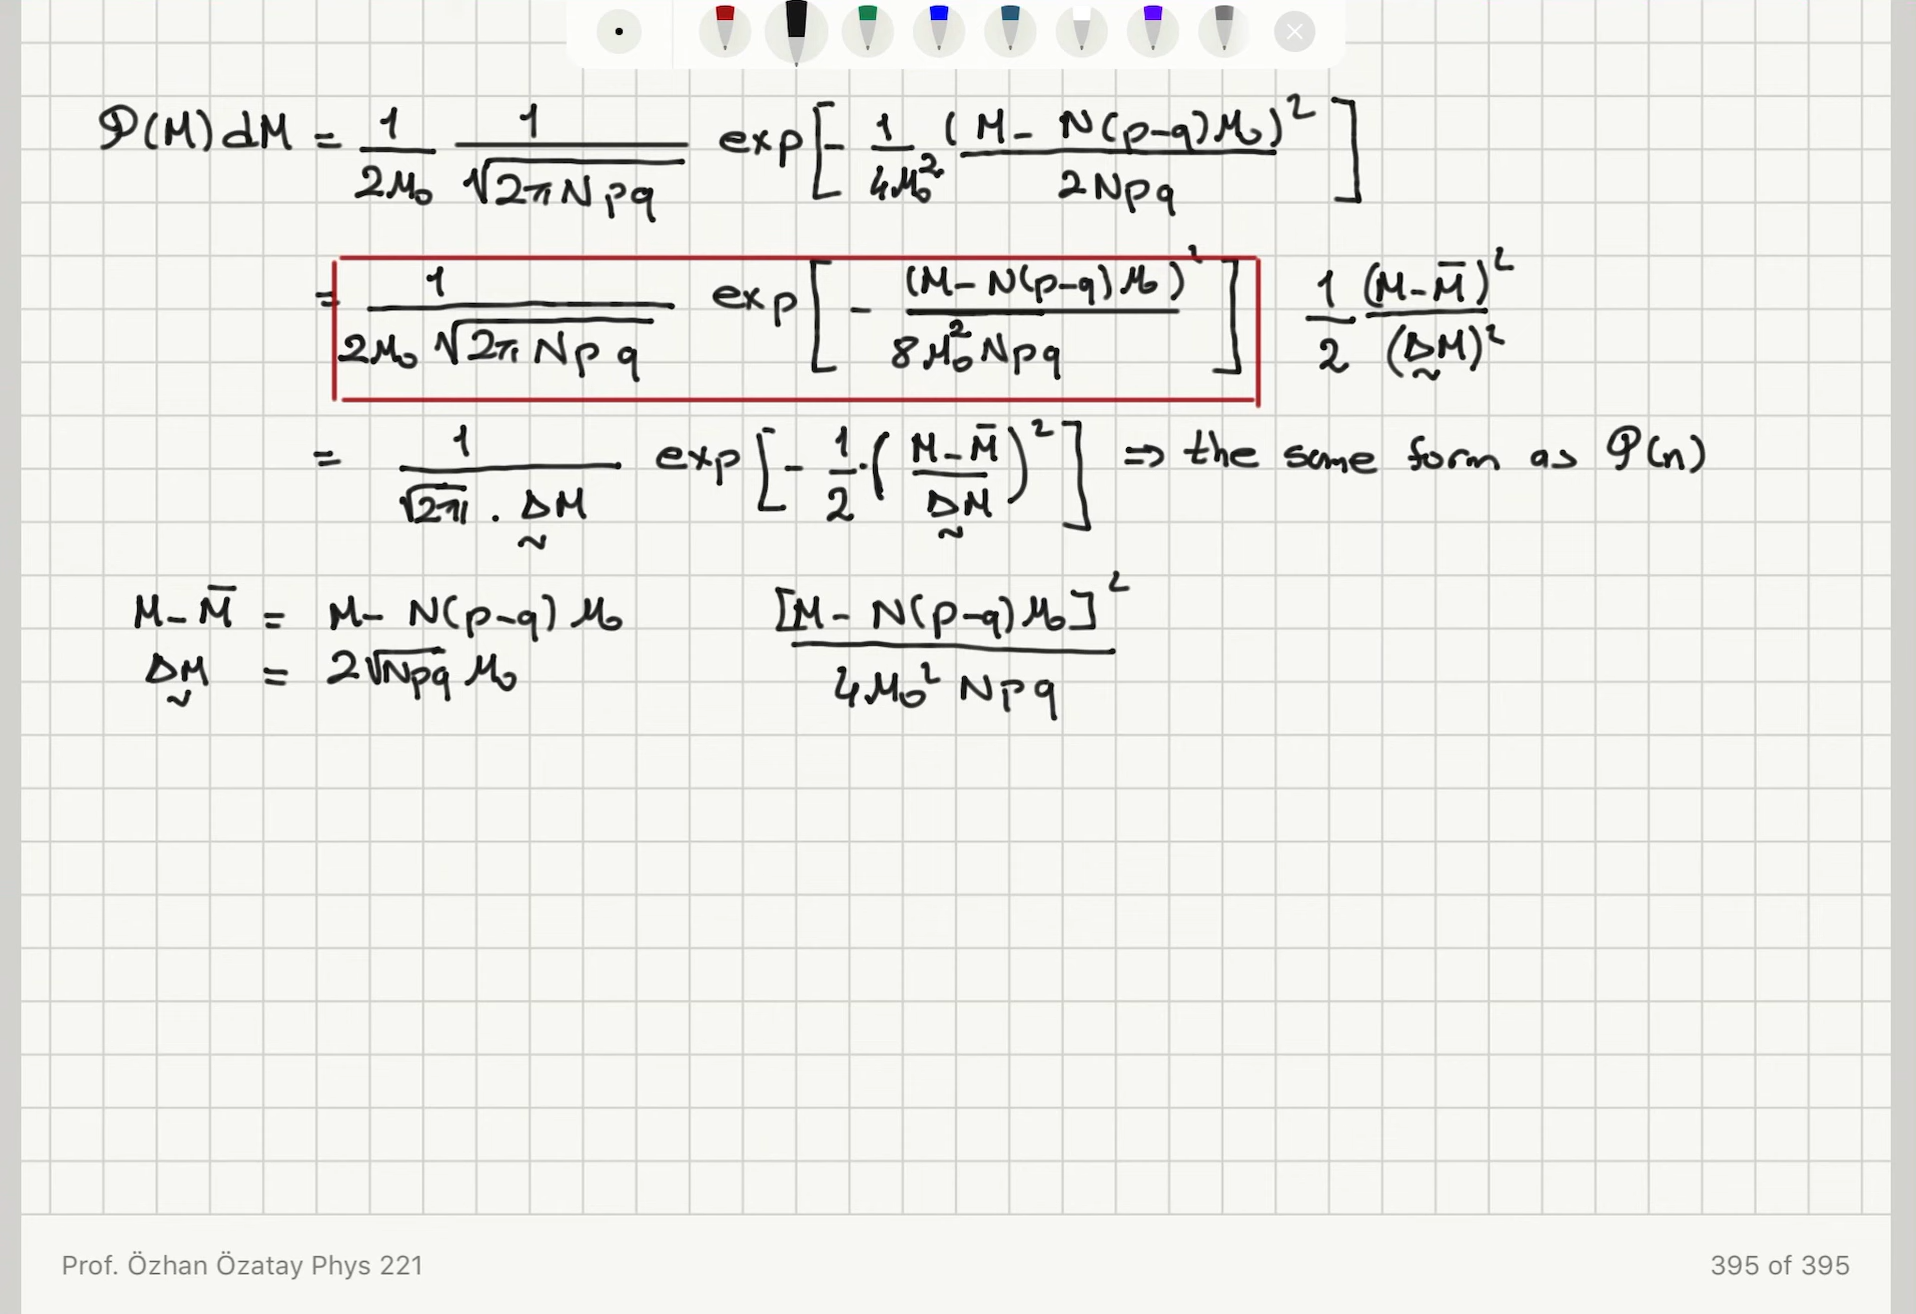 𝒫(M)dM = 1/(2μ₀) 1/√(2πNpq) exp[- 1/(4μ₀²) (M - N(p-q)μ₀)²/(2Npq)]
= 1/(2μ₀√(2πNpq)) exp[- (M - N(p-q)μ₀)²/(8μ₀²Npq)] 1/2 (M-M̄)²/(ΔM)²
= 1/(√2π . ΔM) exp[- 1/2 · ((M-M̄)/ΔM)²] ⇒ the same form as 𝒫(n)
M-M̄ = M- N(p-q)μ₀ [M - N(p-q)μ₀]²/(4μ₀² Npq)
ΔM = 2√Npq μ₀
Prof. Özhan Özatay Phys 221
395 of 395